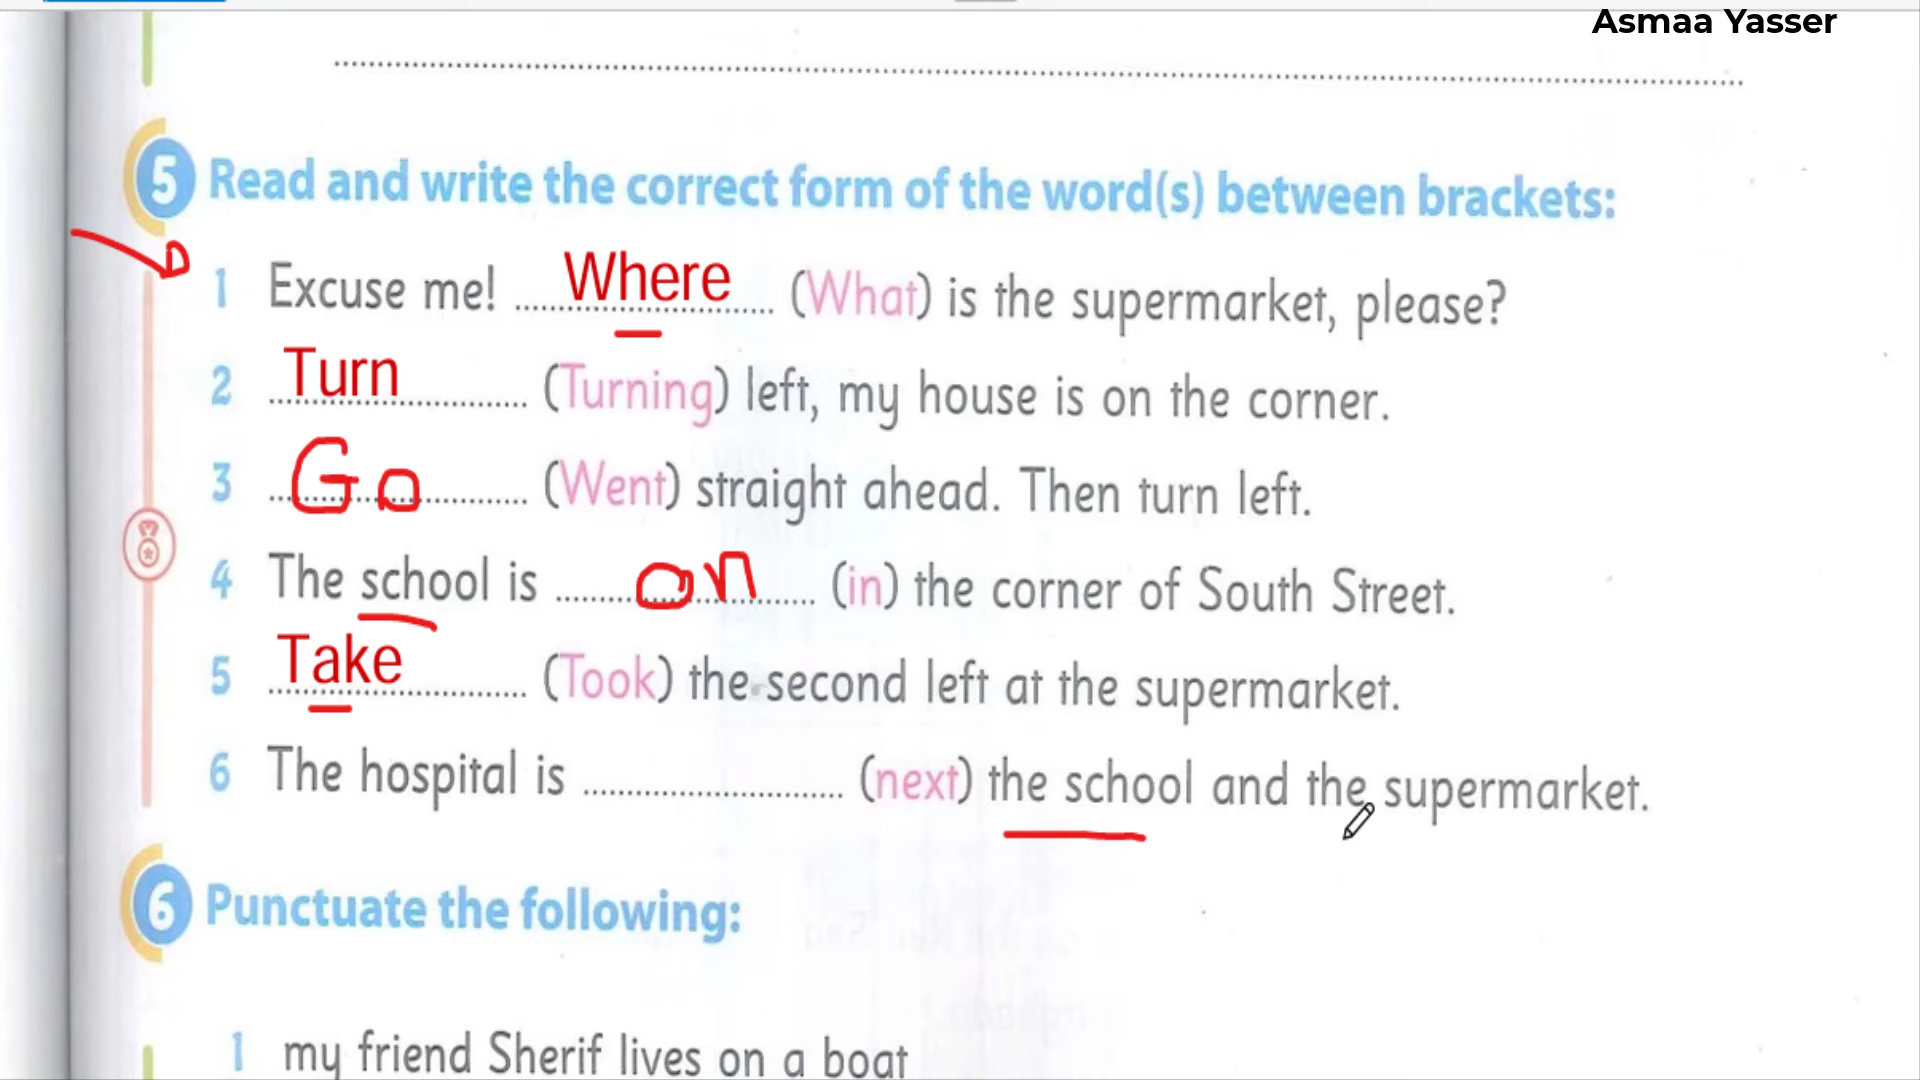 Asmaa Yasser
5 Read and write the correct form of the word(s) between brackets:
1 Excuse me! Where (What) is the supermarket, please?
2 Turn (Turning) left, my house is on the corner.
3 Go (Went) straight ahead. Then turn left.
4 The school is on (in) the corner of South Street.
5 Take (Took) the second left at the supermarket.
6 The hospital is (next) the school and the supermarket.
6 Punctuate the following:
1 my friend Sherif lives on a boat